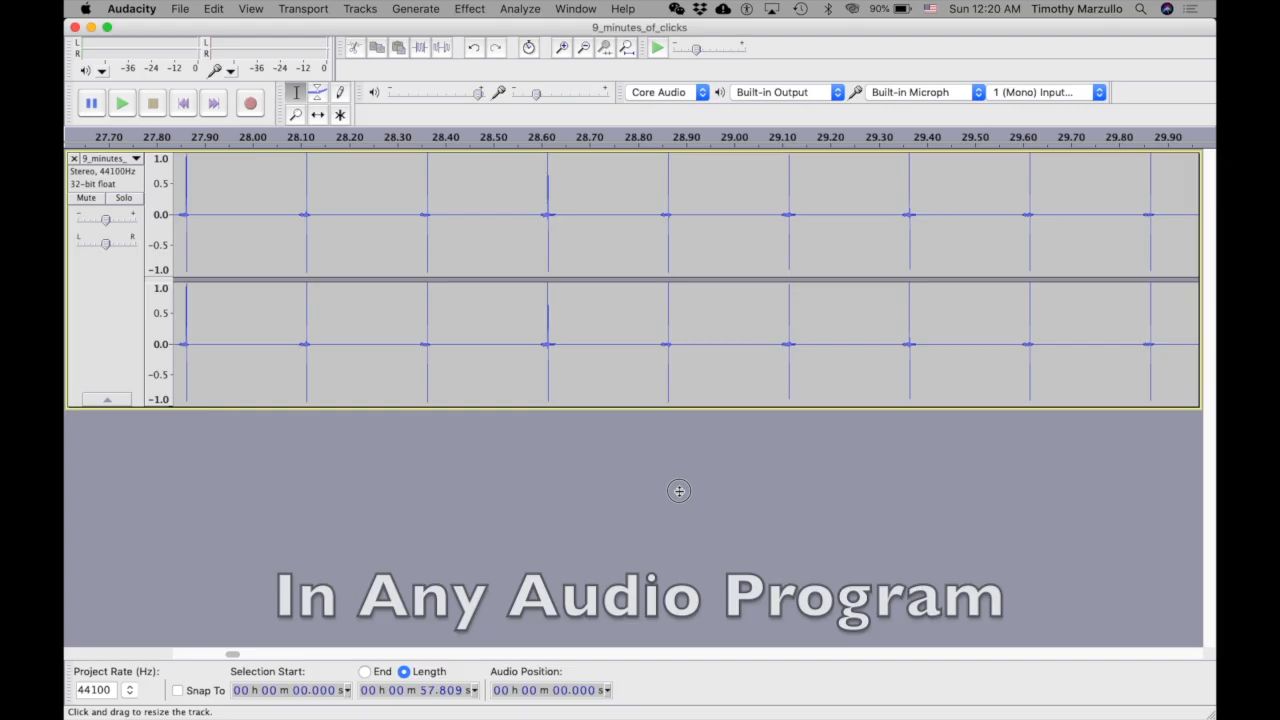 Audacity File Edit View Transport Tracks Generate Effect Analyze Window Help 90% Sun 12:20 AM Timothy Marzullo
9_minutes_of_clicks
L L
R R
-36 -24 -12 0 -36 -24 -12 0
Core Audio Built-in Output Built-in Microph 1 (Mono) Input...
27.70 27.80 27.90 28.00 28.10 28.20 28.30 28.40 28.50 28.60 28.70 28.80 28.90 29.00 29.10 29.20 29.30 29.40 29.50 29.60 29.70 29.80 29.90
9_minutes_ 1.0
Stereo, 44100Hz
32-bit float 0.5
Mute Solo
- + 0.0
L R -0.5
-1.0
1.0
0.5
0.0
-0.5
-1.0
In Any Audio Program
Project Rate (Hz): Selection Start: End Length Audio Position:
44100 Snap To 00 h 00 m 00.000 s 00 h 00 m 57.809 s 00 h 00 m 00.000 s
Click and drag to resize the track.